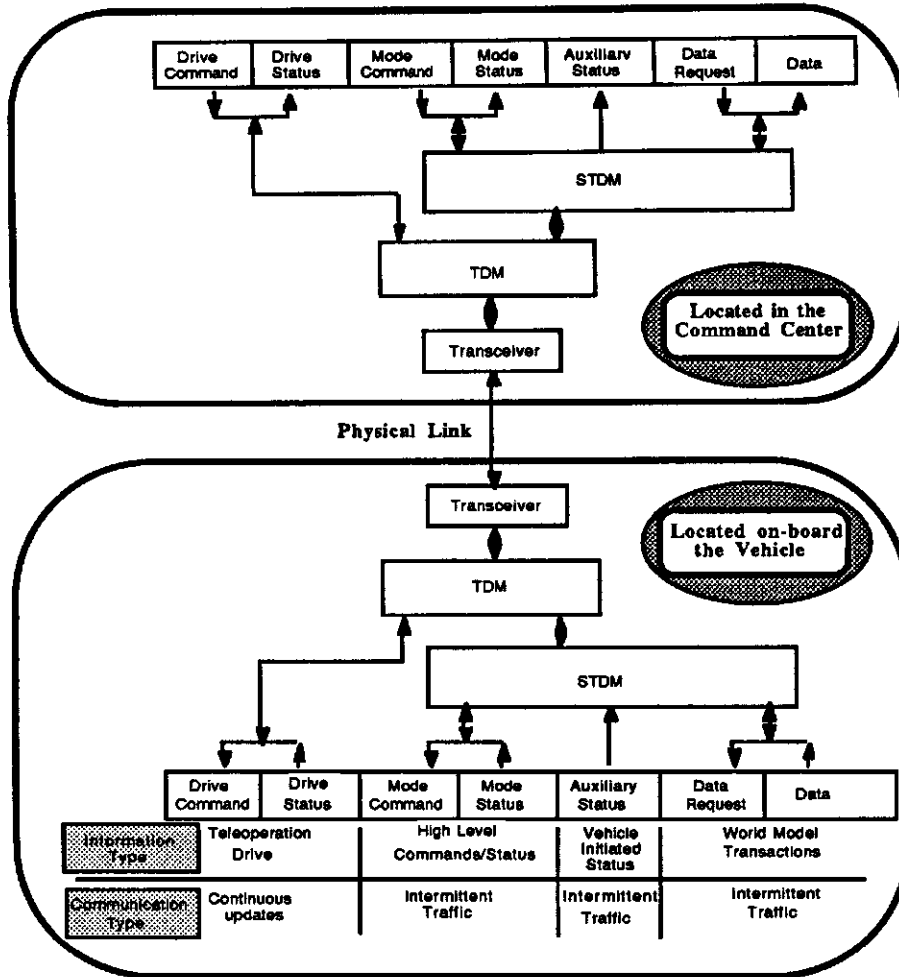 Drive Command
Drive Status
Mode Command
Mode Status
Auxiliary Status
Data Request
Data
STDM
TDM
Located in the
Command Center
Transceiver
Physical Link
Transceiver
Located on-board
the Vehicle
TDM
STDM
Drive Command
Drive Status
Mode Command
Mode Status
Auxiliary Status
Data Request
Data
Information Type
Teleoperation Drive
High Level Commands/Status
Vehicle Initiated Status
World Model Transactions
Communication Type
Continuous updates
Intermittent Traffic
Intermittent Traffic
Intermittent Traffic